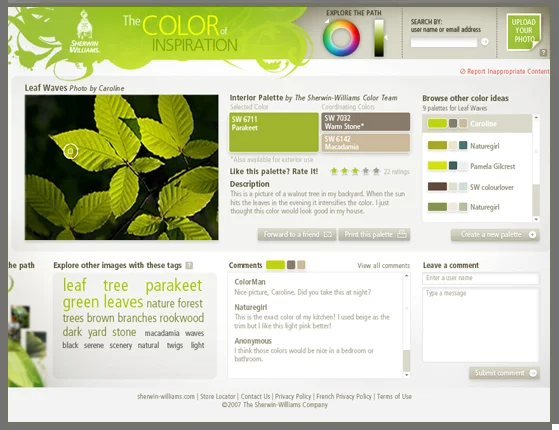 SHERWIN
WILLIAMS.
The COLOR of
INSPIRATION
EXPLORE THE PATH
SEARCH BY:
user name or email address
UPLOAD
YOUR
PHOTO
?
Report Inappropriate Content
Leaf Waves Photo by Caroline
Interior Palette by The Sherwin-Williams Color Team
Selected Color
Coordinating Colors
SW 6711
Parakeet
SW 7032
Warm Stone*
SW 6142
Macadamia
*Also available for exterior use
Like this palette? Rate it!
22 ratings
Description
This is a picture of a walnut tree in my backyard. When the sun
hits the leaves in the evening it intensifies the color. I just
thought this color would look good in my house.
Forward to a friend
Print this palette
Browse other color ideas
9 palettes for Leaf Waves
Caroline
Naturegirl
Pamela Gilcrest
SW colourlover
Naturegirl
Create a new palette
he path
Explore other images with these tags ?
leaf tree parakeet
green leaves nature forest
trees brown branches rookwood
dark yard stone macadamia waves
black serene scenery natural twigs light
Comments
View all comments
ColorMan
Nice picture, Caroline. Did you take this at night?
Naturegirl
This is the exact color of my kitchen! I used beige as the
trim but I like this light pink better!
Anonymous
I think those colors would be nice in a bedroom or
bathroom.
Leave a comment
Enter a user name
Type a message
Submit comment
sherwin-williams.com | Store Locator | Contact Us | Privacy Policy | French Privacy Policy | Terms of Use
©2007 The Sherwin-Williams Company